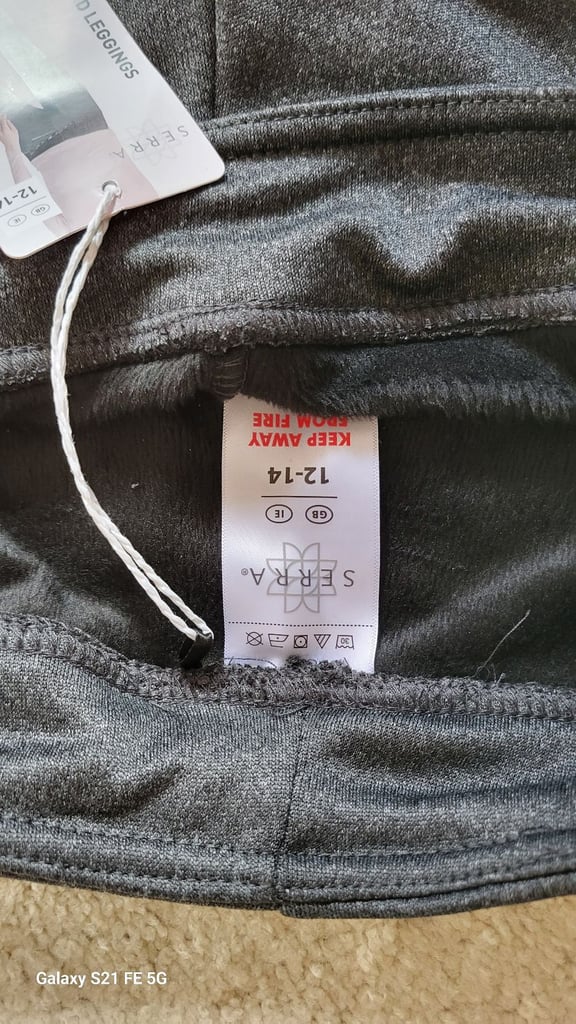 D LEGGINGS
SERRA
12-14
GB IE
KEEP AWAY
FROM FIRE
12-14
GB IE
SERRA®
30
Galaxy S21 FE 5G